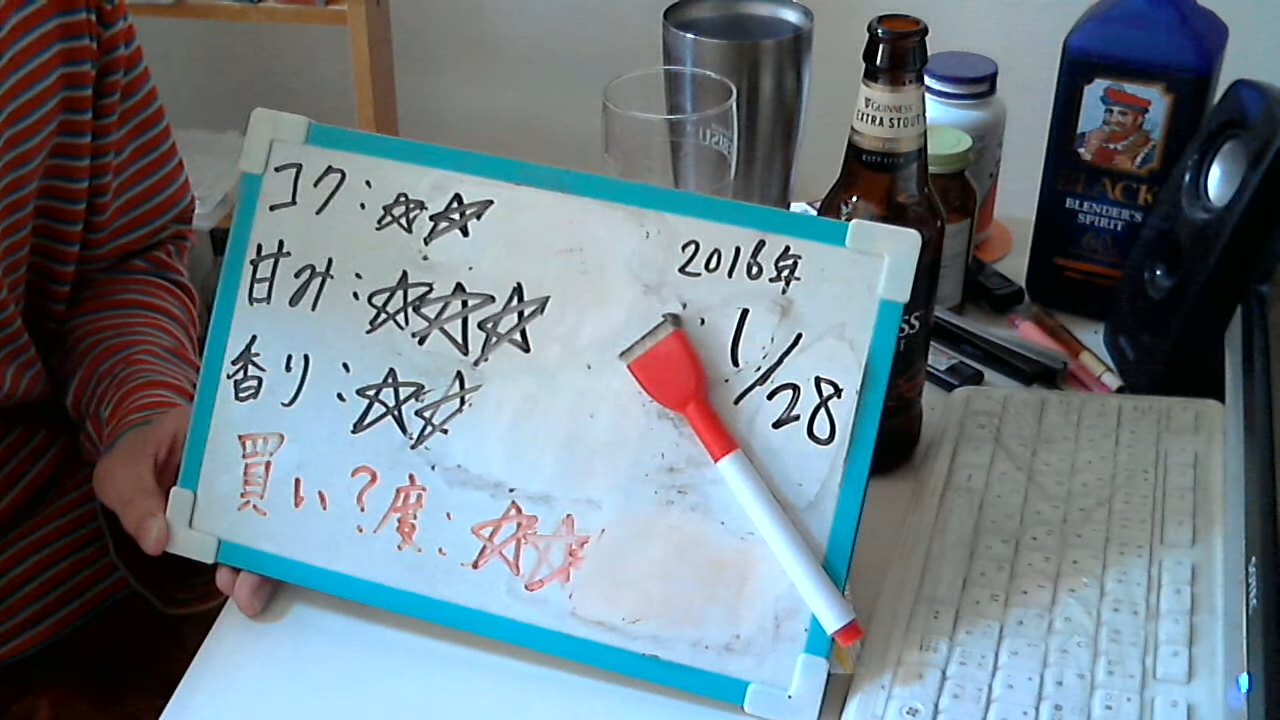 コク:☆☆
甘み:☆☆☆
香り:☆☆
買い?度:☆☆
2016年
1/28
GUINNESS
EXTRA STOUT
BLACK
BLENDER'S
SPIRIT